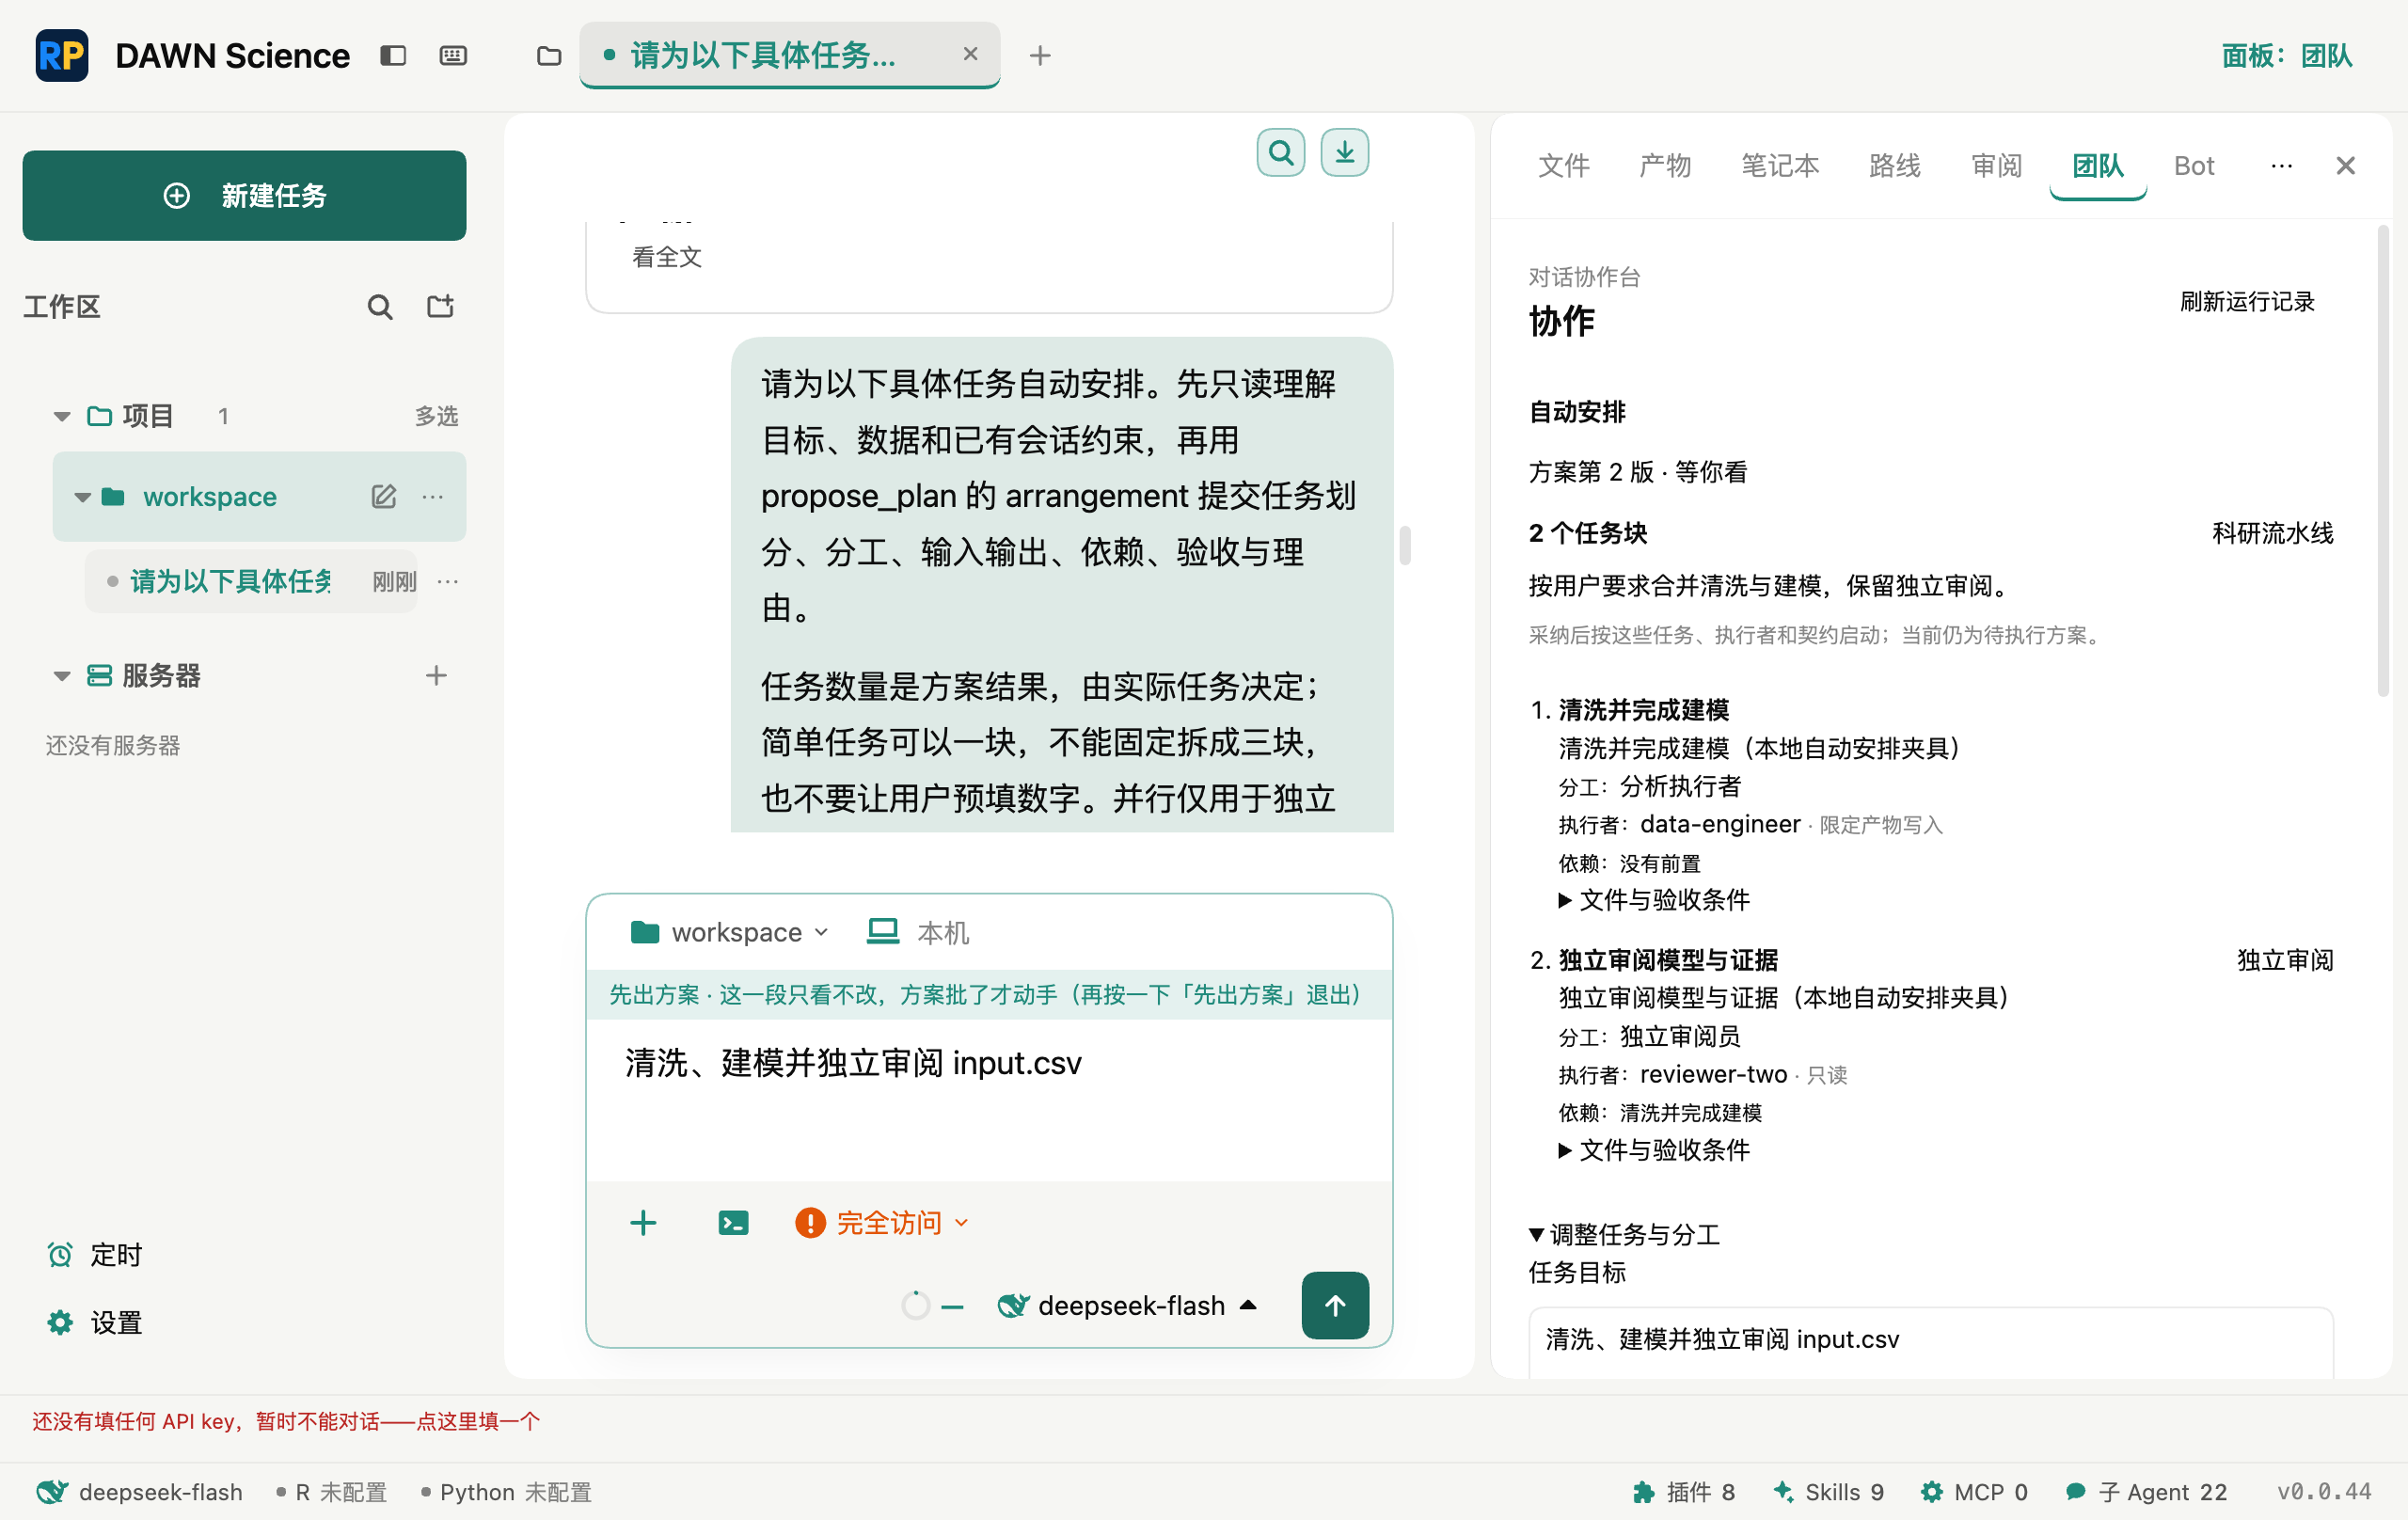 RP
DAWN Science
请为以下具体任务...
面板：团队
新建任务
工作区
项目 1 多选
workspace
请为以下具体任务 刚刚
服务器
还没有服务器
定时
设置
看全文
请为以下具体任务自动安排。先只读理解
目标、数据和已有会话约束，再用
propose_plan 的 arrangement 提交任务划
分、分工、输入输出、依赖、验收与理
由。
任务数量是方案结果，由实际任务决定；
简单任务可以一块，不能固定拆成三块，
也不要让用户预填数字。并行仅用于独立
workspace 本机
先出方案 · 这一段只看不改，方案批了才动手（再按一下「先出方案」退出）
清洗、建模并独立审阅 input.csv
完全访问
deepseek-flash
文件 产物 笔记本 路线 审阅 团队 Bot
对话协作台
协作
刷新运行记录
自动安排
方案第 2 版 · 等你看
2 个任务块 科研流水线
按用户要求合并清洗与建模，保留独立审阅。
采纳后按这些任务、执行者和契约启动；当前仍为待执行方案。
1. 清洗并完成建模
清洗并完成建模（本地自动安排夹具）
分工：分析执行者
执行者：data-engineer · 限定产物写入
依赖：没有前置
文件与验收条件
2. 独立审阅模型与证据 独立审阅
独立审阅模型与证据（本地自动安排夹具）
分工：独立审阅员
执行者：reviewer-two · 只读
依赖：清洗并完成建模
文件与验收条件
调整任务与分工
任务目标
清洗、建模并独立审阅 input.csv
还没有填任何 API key，暂时不能对话——点这里填一个
deepseek-flash R 未配置 Python 未配置
插件 8 Skills 9 MCP 0 子 Agent 22 v0.0.44